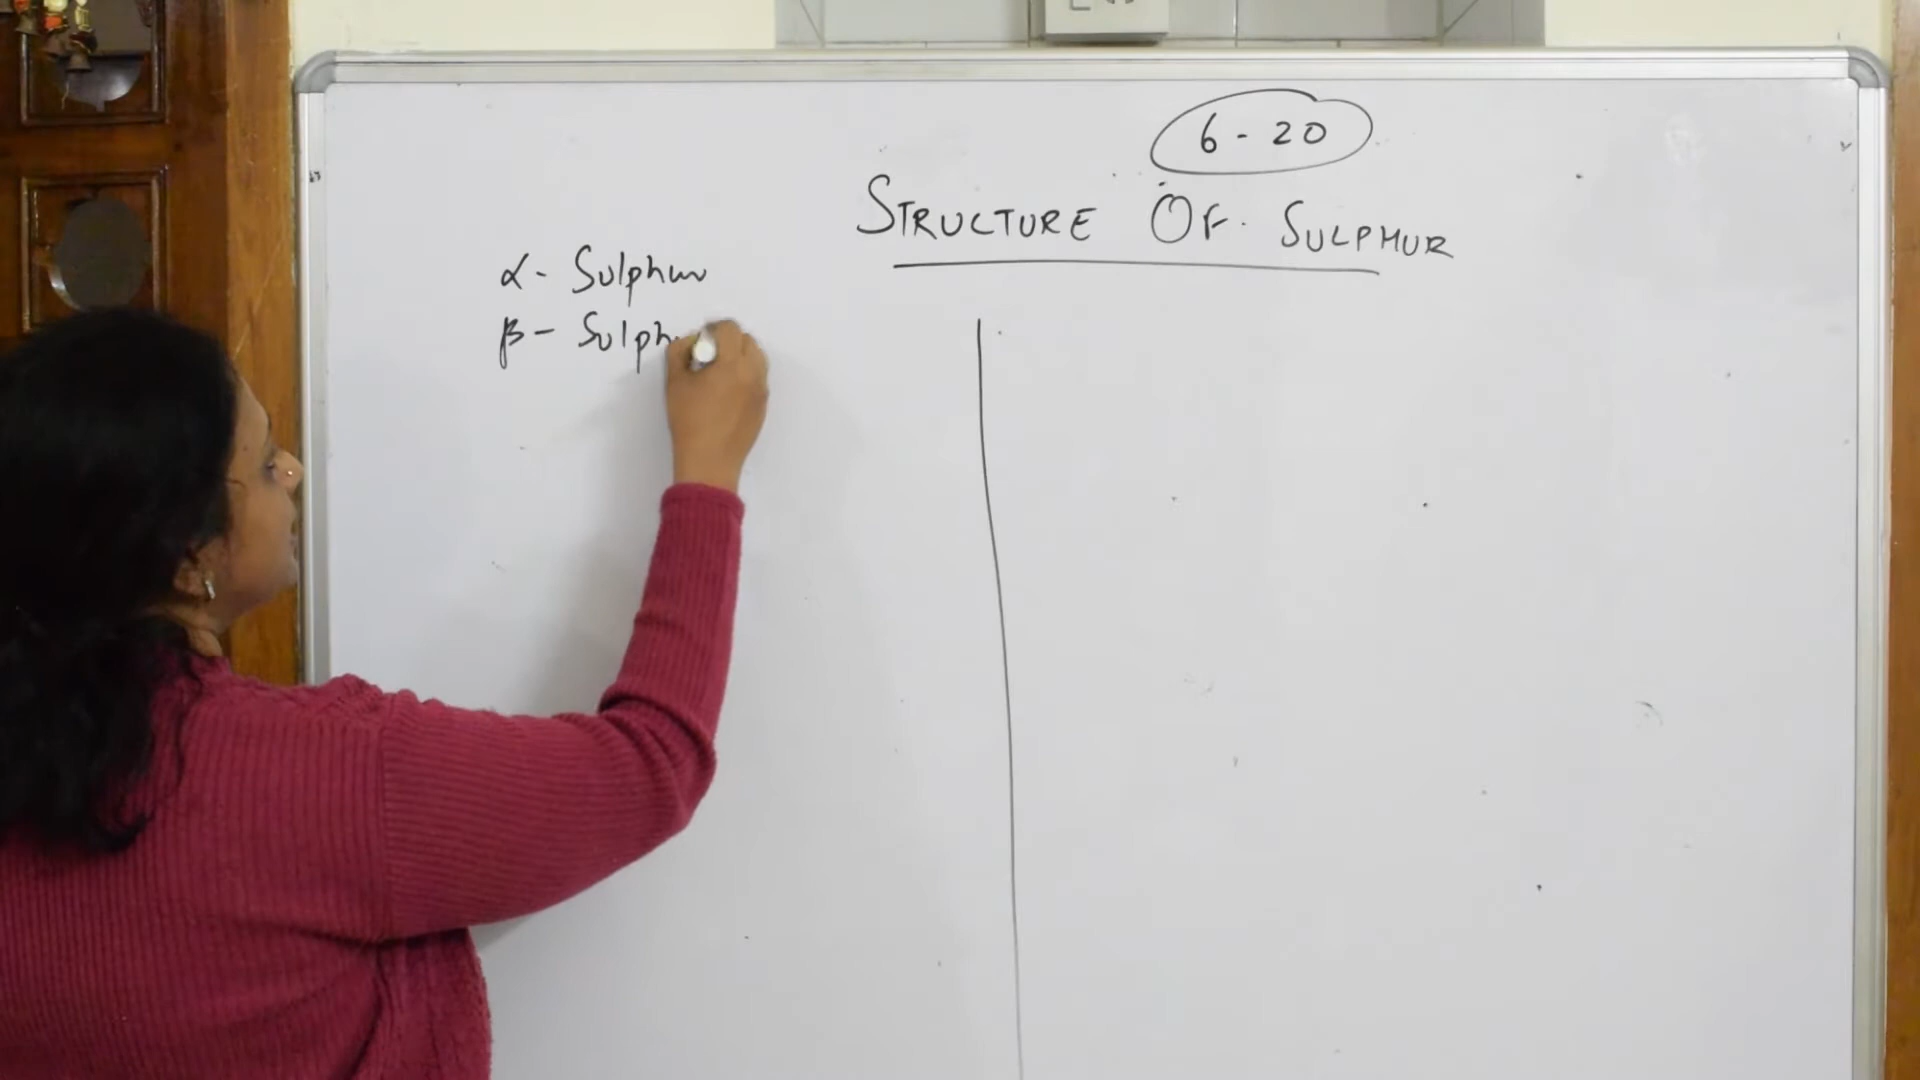 6 - 20
STRUCTURE OF SULPHUR
α - Sulphur
β - Sulph